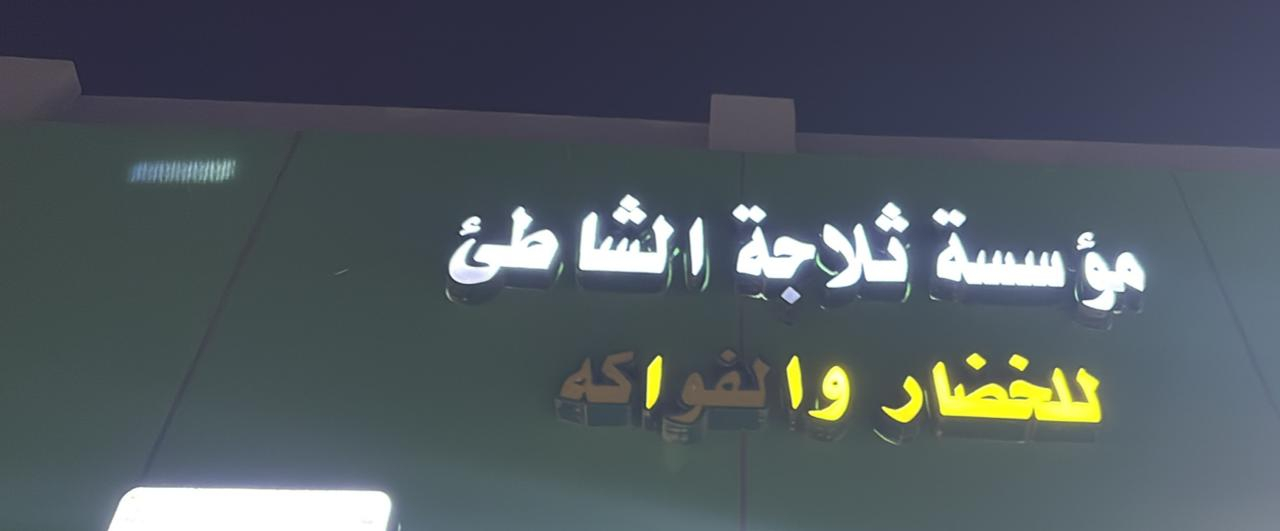 مؤسسة ثلاجة الشاطئ
للخضار والفواكه